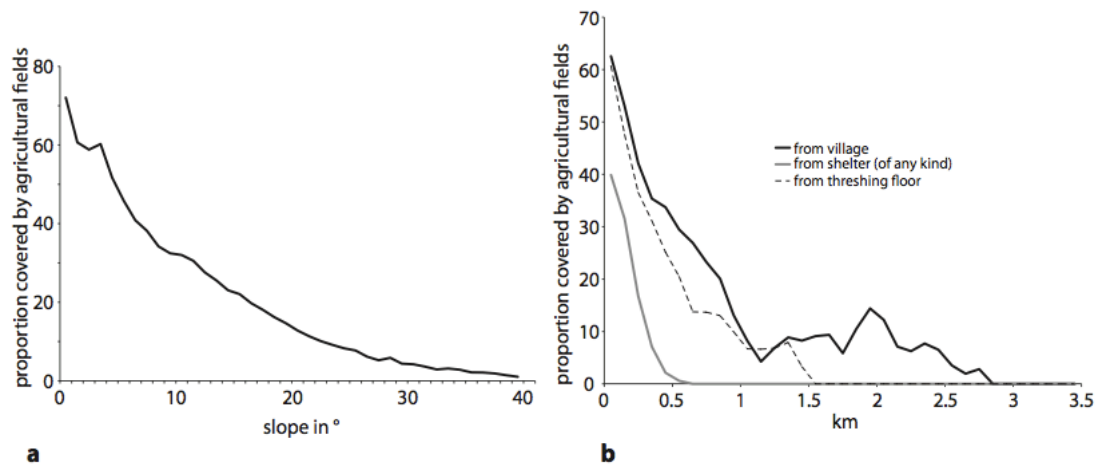 proportion covered by agricultural fields
80
60
40
20
0
0 10 20 30 40
slope in °
a
proportion covered by agricultural fields
70
60
50
40
30
20
10
0
from village
from shelter (of any kind)
from threshing floor
0 0.5 1 1.5 2 2.5 3 3.5
km
b